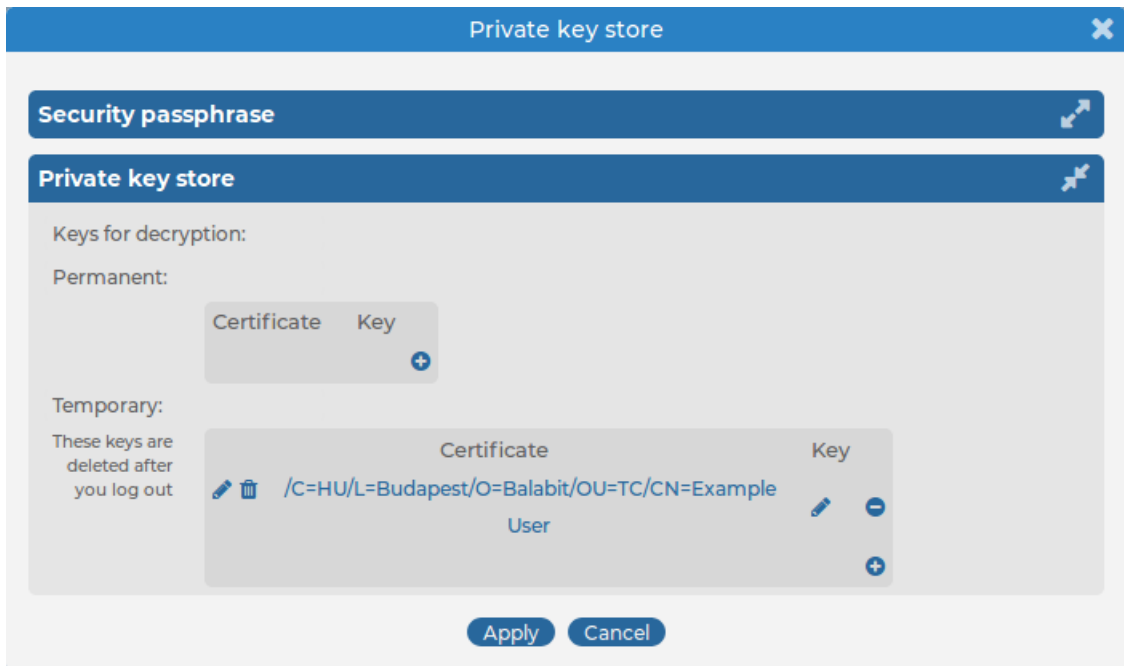 Private key store
Security passphrase
Private key store
Keys for decryption:
Permanent:
Certificate Key
Temporary:
These keys are
deleted after
you log out
Certificate Key
/C=HU/L=Budapest/O=Balabit/OU=TC/CN=Example
User
Apply Cancel